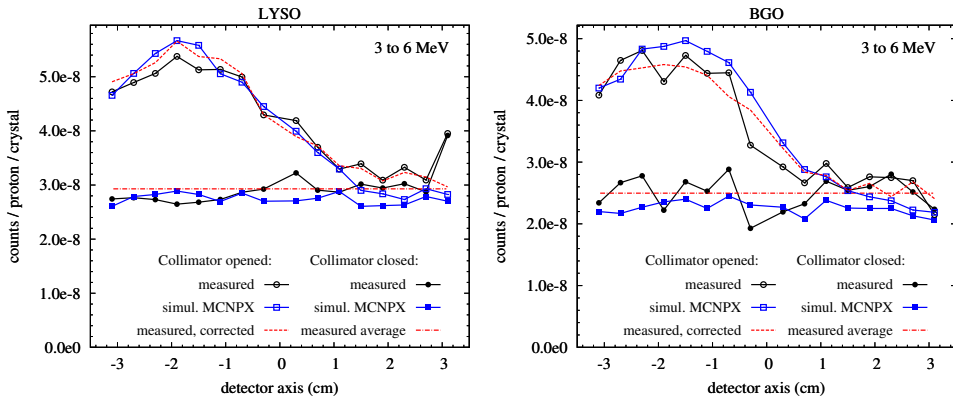 LYSO
3 to 6 MeV
counts / proton / crystal
5.0e-8
4.0e-8
3.0e-8
2.0e-8
1.0e-8
0.0e0
Collimator opened: Collimator closed:
measured measured
simul. MCNPX simul. MCNPX
measured, corrected measured average
-3 -2 -1 0 1 2 3
detector axis (cm)
BGO
3 to 6 MeV
counts / proton / crystal
5.0e-8
4.0e-8
3.0e-8
2.0e-8
1.0e-8
0.0e0
Collimator opened: Collimator closed:
measured measured
simul. MCNPX simul. MCNPX
measured, corrected measured average
-3 -2 -1 0 1 2 3
detector axis (cm)